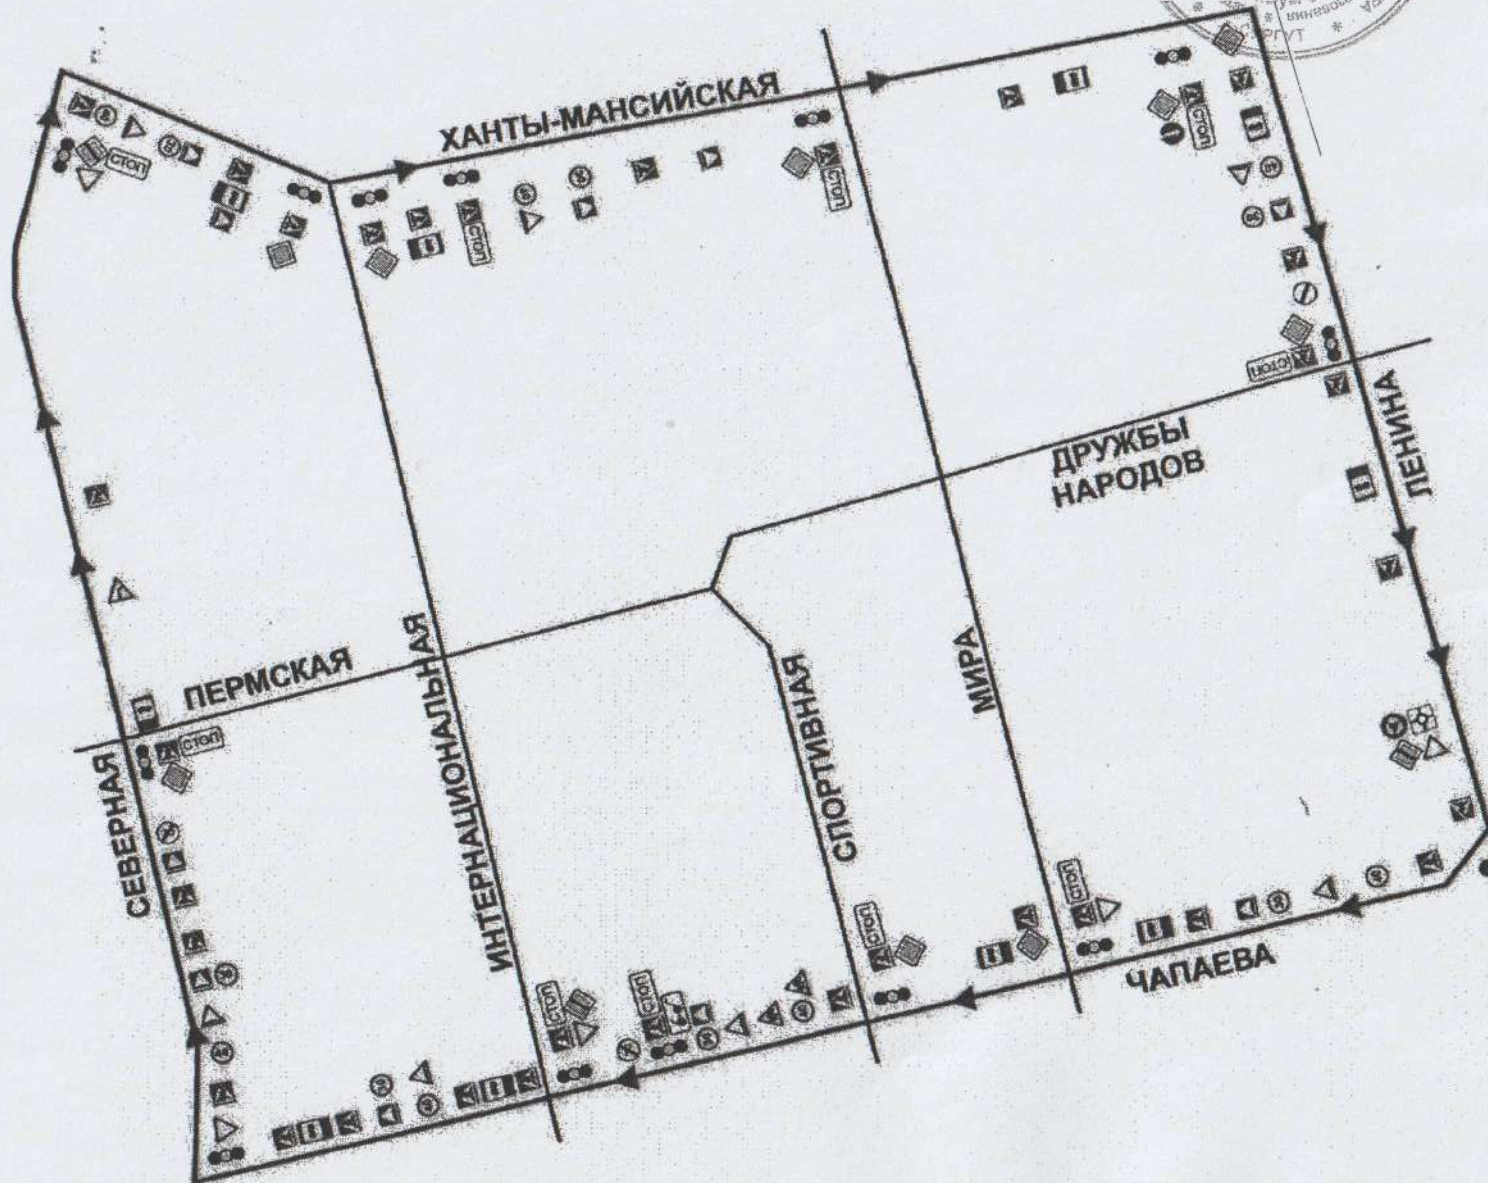 ХАНТЫ-МАНСИЙСКАЯ
СТОП
СТОП
СТОП
СТОП
СТОП
ДРУЖБЫ
НАРОДОВ
ЛЕНИНА
ПЕРМСКАЯ
СТОП
СЕВЕРНАЯ
ИНТЕРНАЦИОНАЛЬНАЯ
СПОРТИВНАЯ
МИРА
СТОП
СТОП
СТОП
СТОП
ЧАПАЕВА